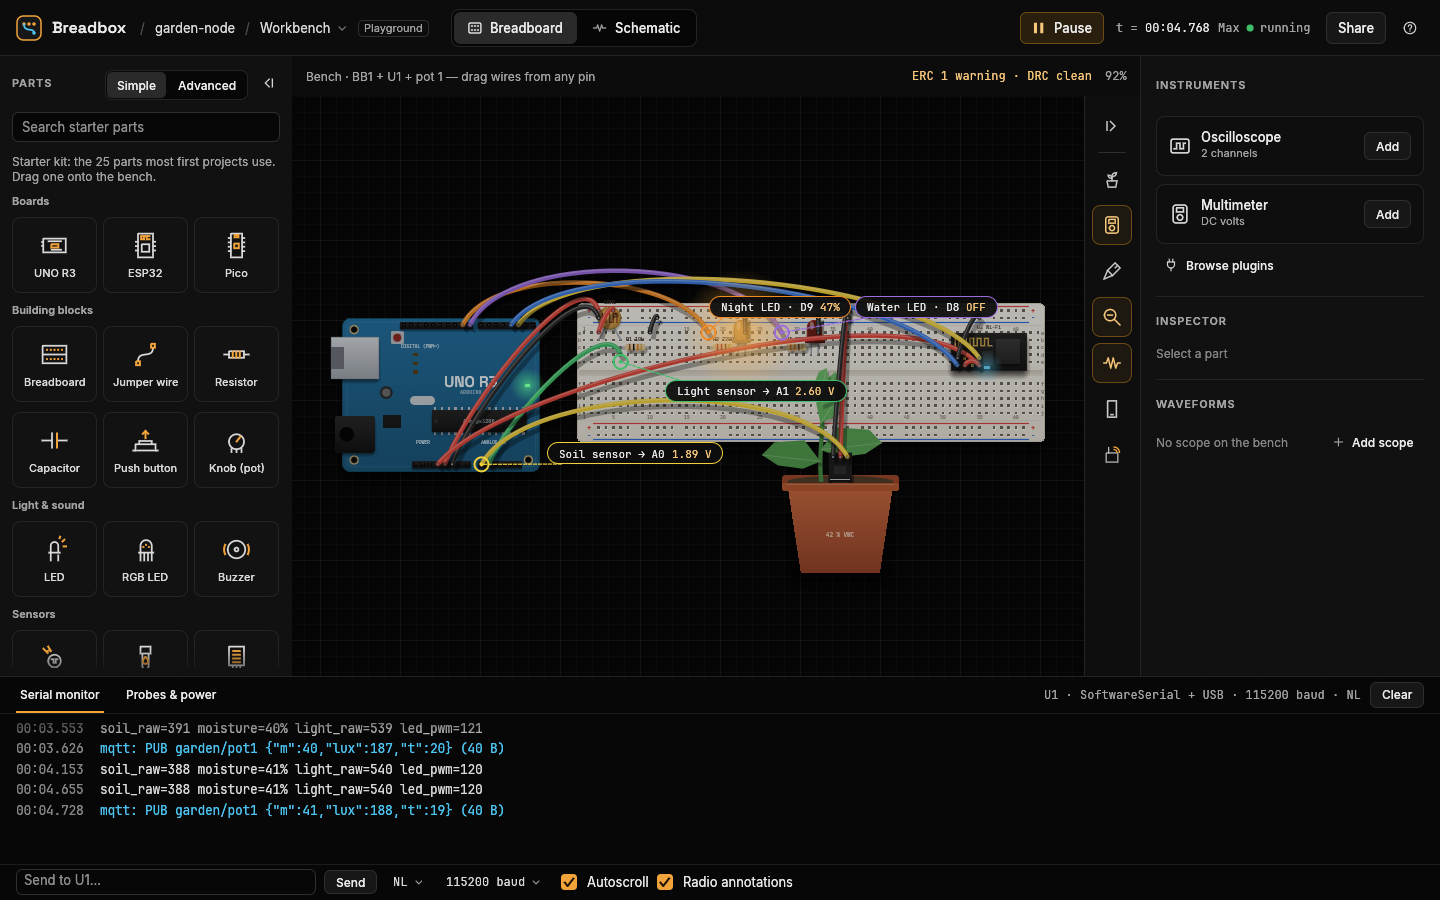 Breadbox / garden-node / Workbench Playground
Breadboard Schematic
Pause t = 00:04.768 Max running Share
PARTS Simple Advanced
Search starter parts
Starter kit: the 25 parts most first projects use.
Drag one onto the bench.
Boards
UNO R3 ESP32 Pico
Building blocks
Breadboard Jumper wire Resistor
Capacitor Push button Knob (pot)
Light & sound
LED RGB LED Buzzer
Sensors
Bench · BB1 + U1 + pot 1 — drag wires from any pin
ERC 1 warning · DRC clean 92%
Night LED · D9 47%
Water LED · D8 OFF
DIGITAL (PWM~)
UNO R3
ARDUINO
POWER ANALOG
Light sensor → A1 2.60 V
Soil sensor → A0 1.89 V
42 % VWC
INSTRUMENTS
Oscilloscope
2 channels
Add
Multimeter
DC volts
Add
Browse plugins
INSPECTOR
Select a part
WAVEFORMS
No scope on the bench + Add scope
Serial monitor Probes & power
U1 · SoftwareSerial + USB · 115200 baud · NL Clear
00:03.553 soil_raw=391 moisture=40% light_raw=539 led_pwm=121
00:03.626 mqtt: PUB garden/pot1 {"m":40,"lux":187,"t":20} (40 B)
00:04.153 soil_raw=388 moisture=41% light_raw=540 led_pwm=120
00:04.655 soil_raw=388 moisture=41% light_raw=540 led_pwm=120
00:04.728 mqtt: PUB garden/pot1 {"m":41,"lux":188,"t":19} (40 B)
Send to U1... Send NL 115200 baud Autoscroll Radio annotations